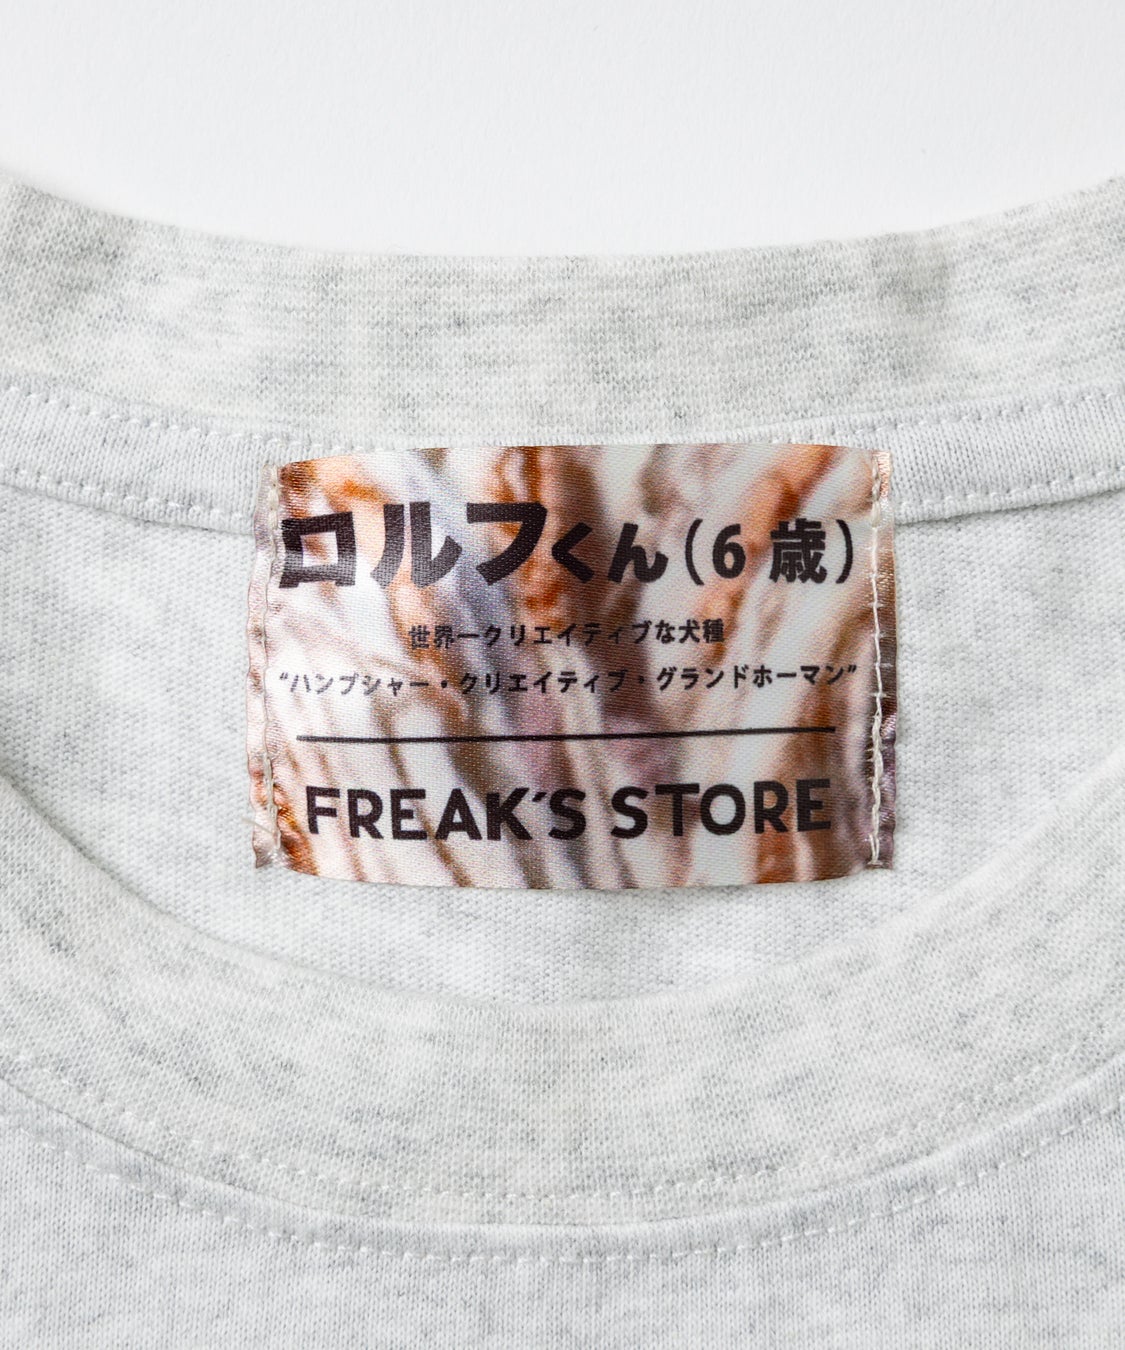 ロルフくん(6歳)
世界一クリエイティブな犬種
“ハンプシャー・クリエイティブ・グランドホーマン”
FREAK'S STORE